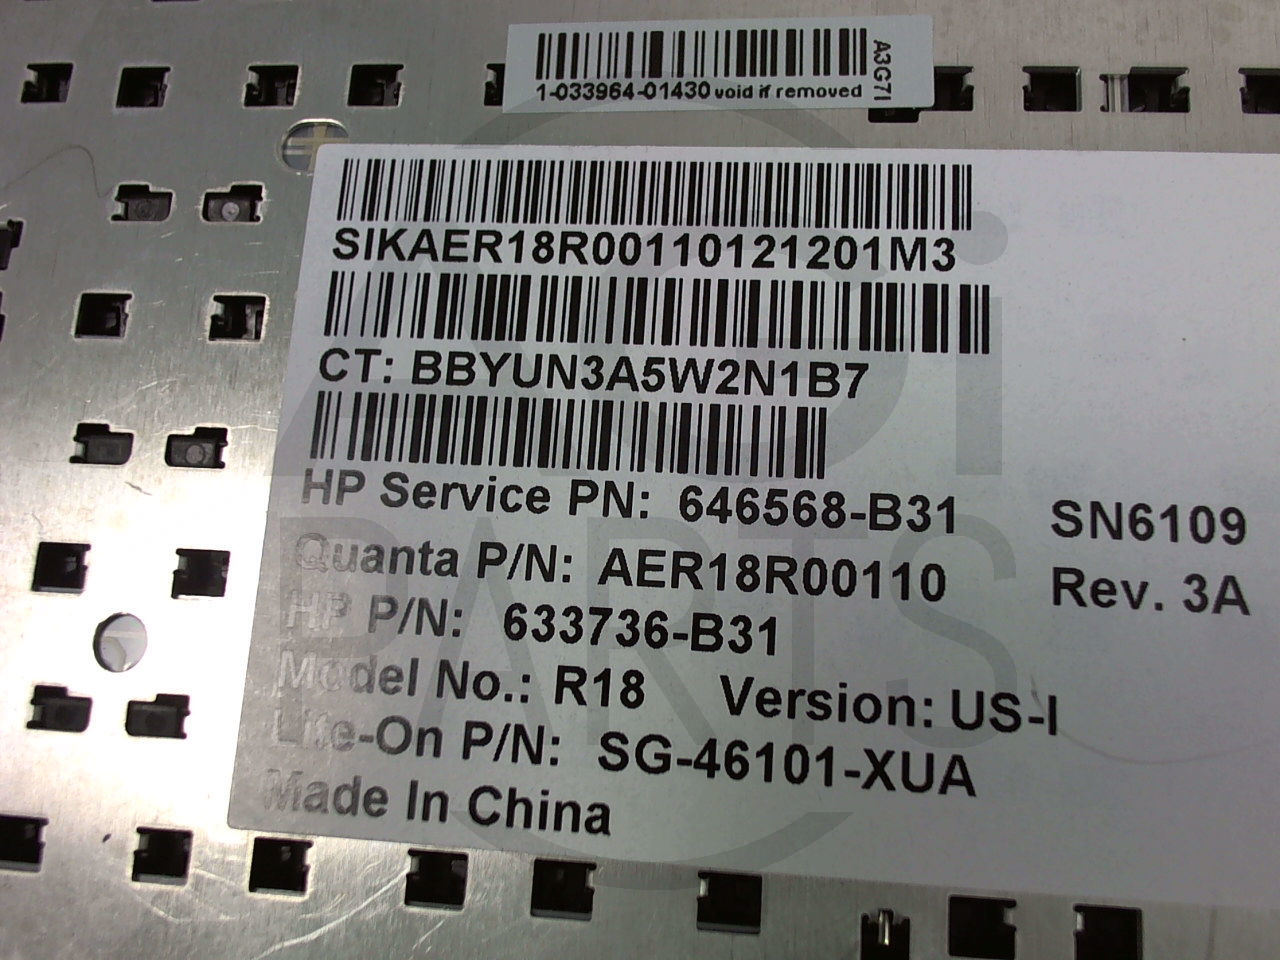 1-033964-01430 void if removed
A3G7I
SIKAER18R00110121201M3
CT: BBYUN3A5W2N1B7
HP Service PN: 646568-B31 SN6109
Quanta P/N: AER18R00110 Rev. 3A
HP P/N: 633736-B31
Model No.: R18 Version: US-I
Lite-On P/N: SG-46101-XUA
Made In China
PARTS